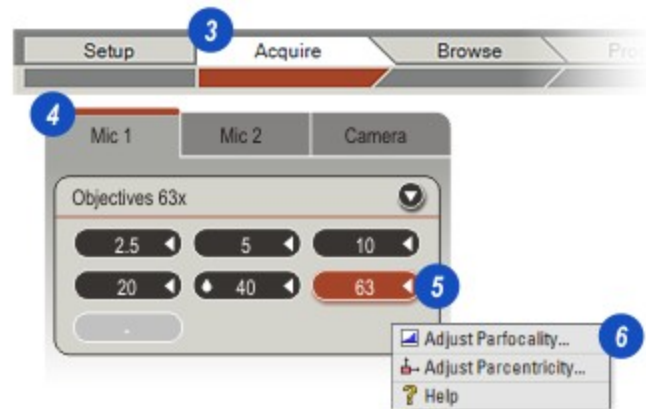 3
Setup Acquire Browse Pro
4
Mic 1 Mic 2 Camera
Objectives 63x
2.5 5 10
20 40 63 5
-
Adjust Parfocality... 6
Adjust Parcentricity...
? Help